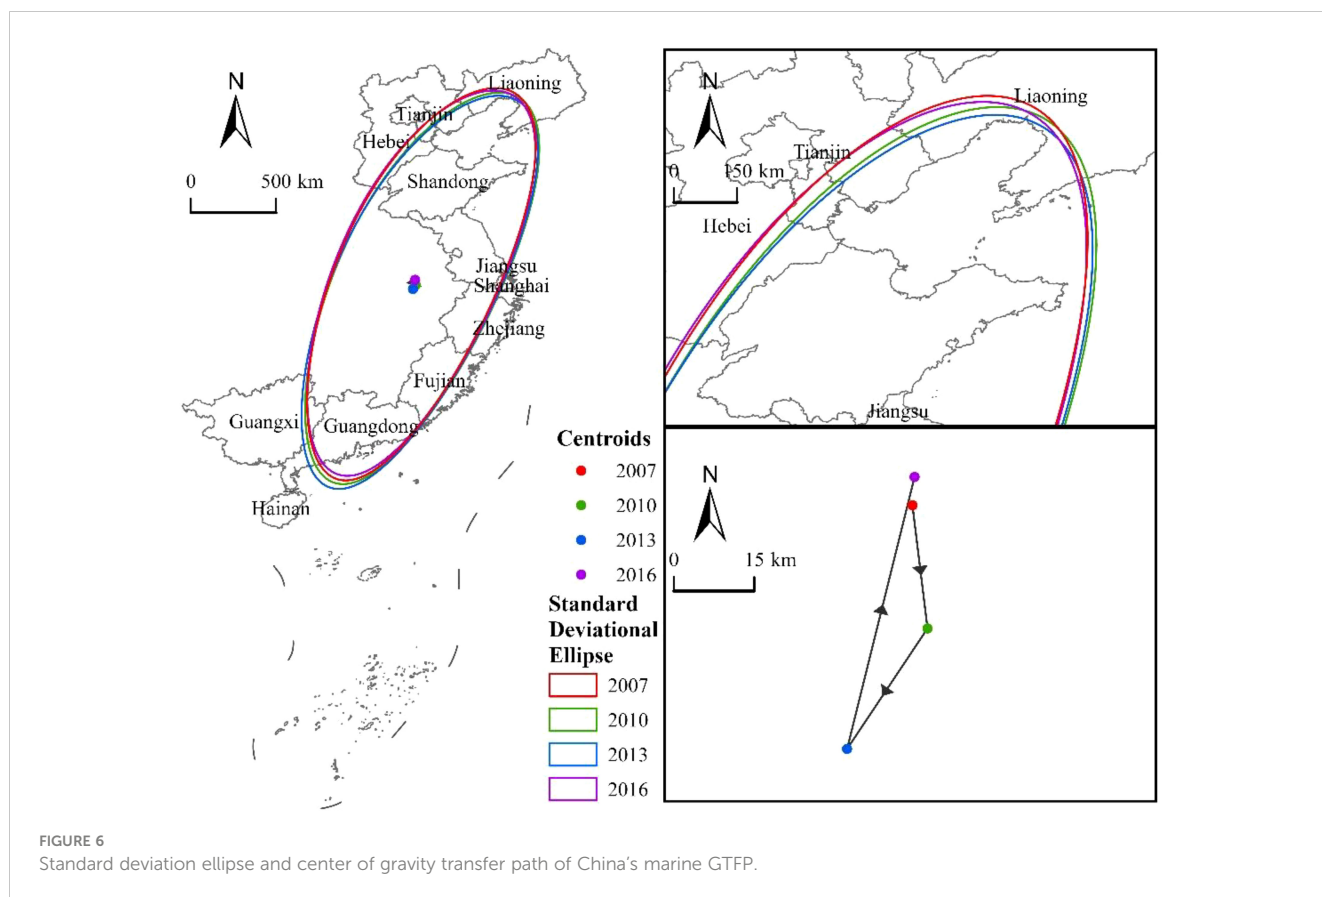 N
0 500 km
Liaoning
Tianjin
Hebei
Shandong
Jiangsu
Shanghai
Zhejiang
Fujian
Guangxi
Guangdong
Hainan
N
0 150 km
Liaoning
Tianjin
Hebei
Jiangsu
Centroids
2007
2010
2013
2016
Standard
Deviational
Ellipse
2007
2010
2013
2016
N
0 15 km
FIGURE 6
Standard deviation ellipse and center of gravity transfer path of China's marine GTFP.